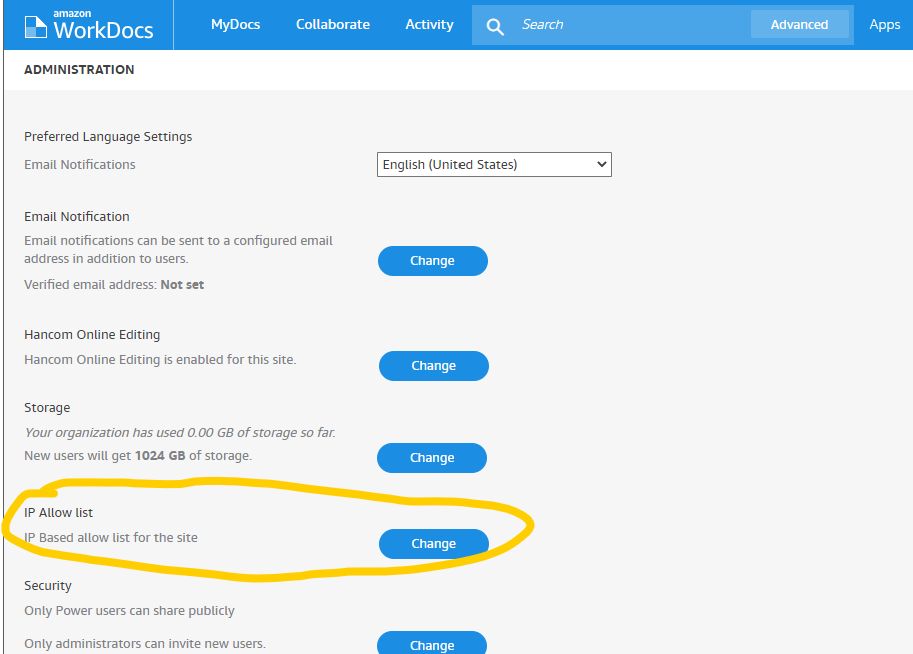 amazon
WorkDocs
MyDocs Collaborate Activity Search Advanced Apps
ADMINISTRATION
Preferred Language Settings
Email Notifications English (United States)
Email Notification
Email notifications can be sent to a configured email
address in addition to users. Change
Verified email address: Not set
Hancom Online Editing
Hancom Online Editing is enabled for this site. Change
Storage
Your organization has used 0.00 GB of storage so far.
New users will get 1024 GB of storage. Change
IP Allow list
IP Based allow list for the site Change
Security
Only Power users can share publicly
Only administrators can invite new users. Change